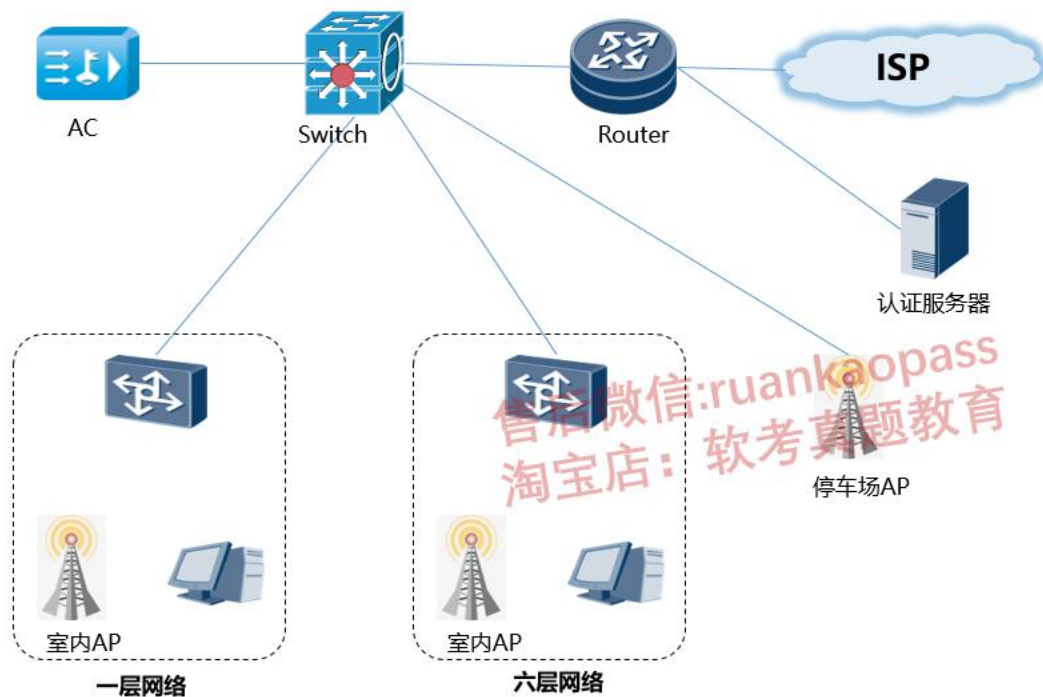 AC
Switch
Router
ISP
认证服务器
售后微信:ruankaopass
淘宝店：软考真题教育
停车场AP
室内AP
室内AP
一层网络
六层网络